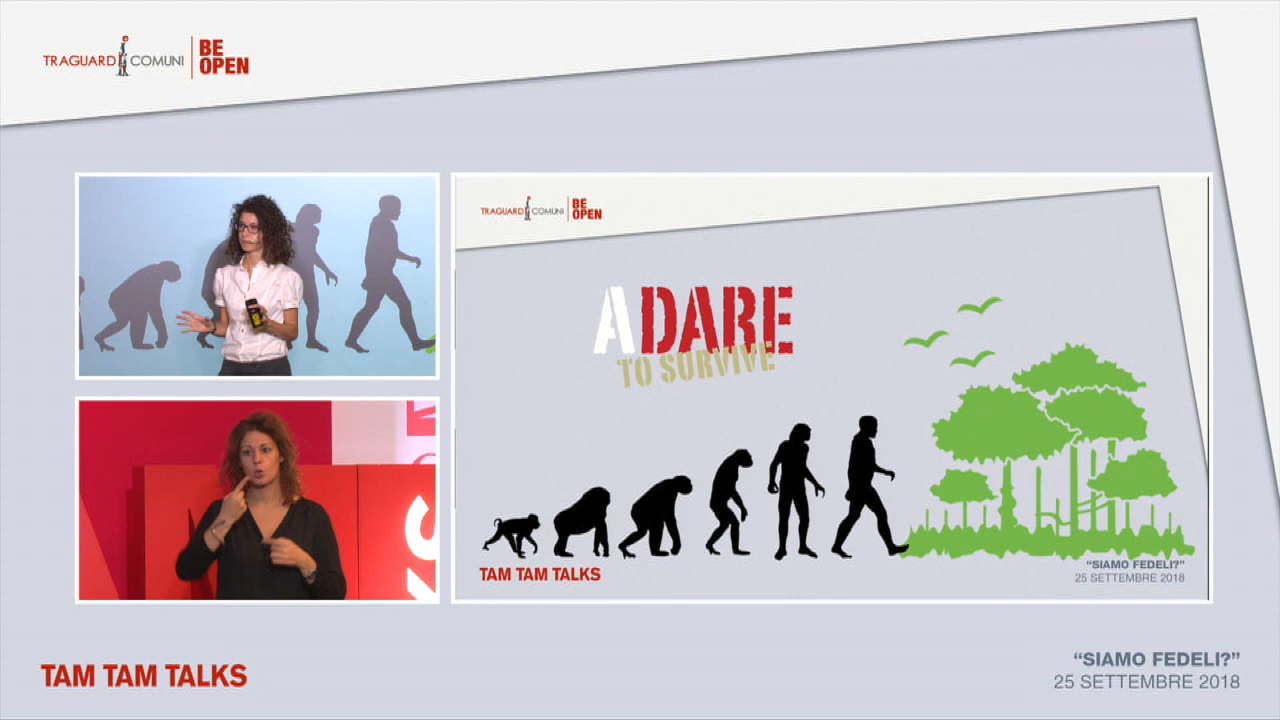 TRAGUARDI COMUNI
BE
OPEN
TRAGUARDI COMUNI
BE
OPEN
A DARE
TO SURVIVE
TAM TAM TALKS
“SIAMO FEDELI?”
25 SETTEMBRE 2018
TAM TAM TALKS
“SIAMO FEDELI?”
25 SETTEMBRE 2018